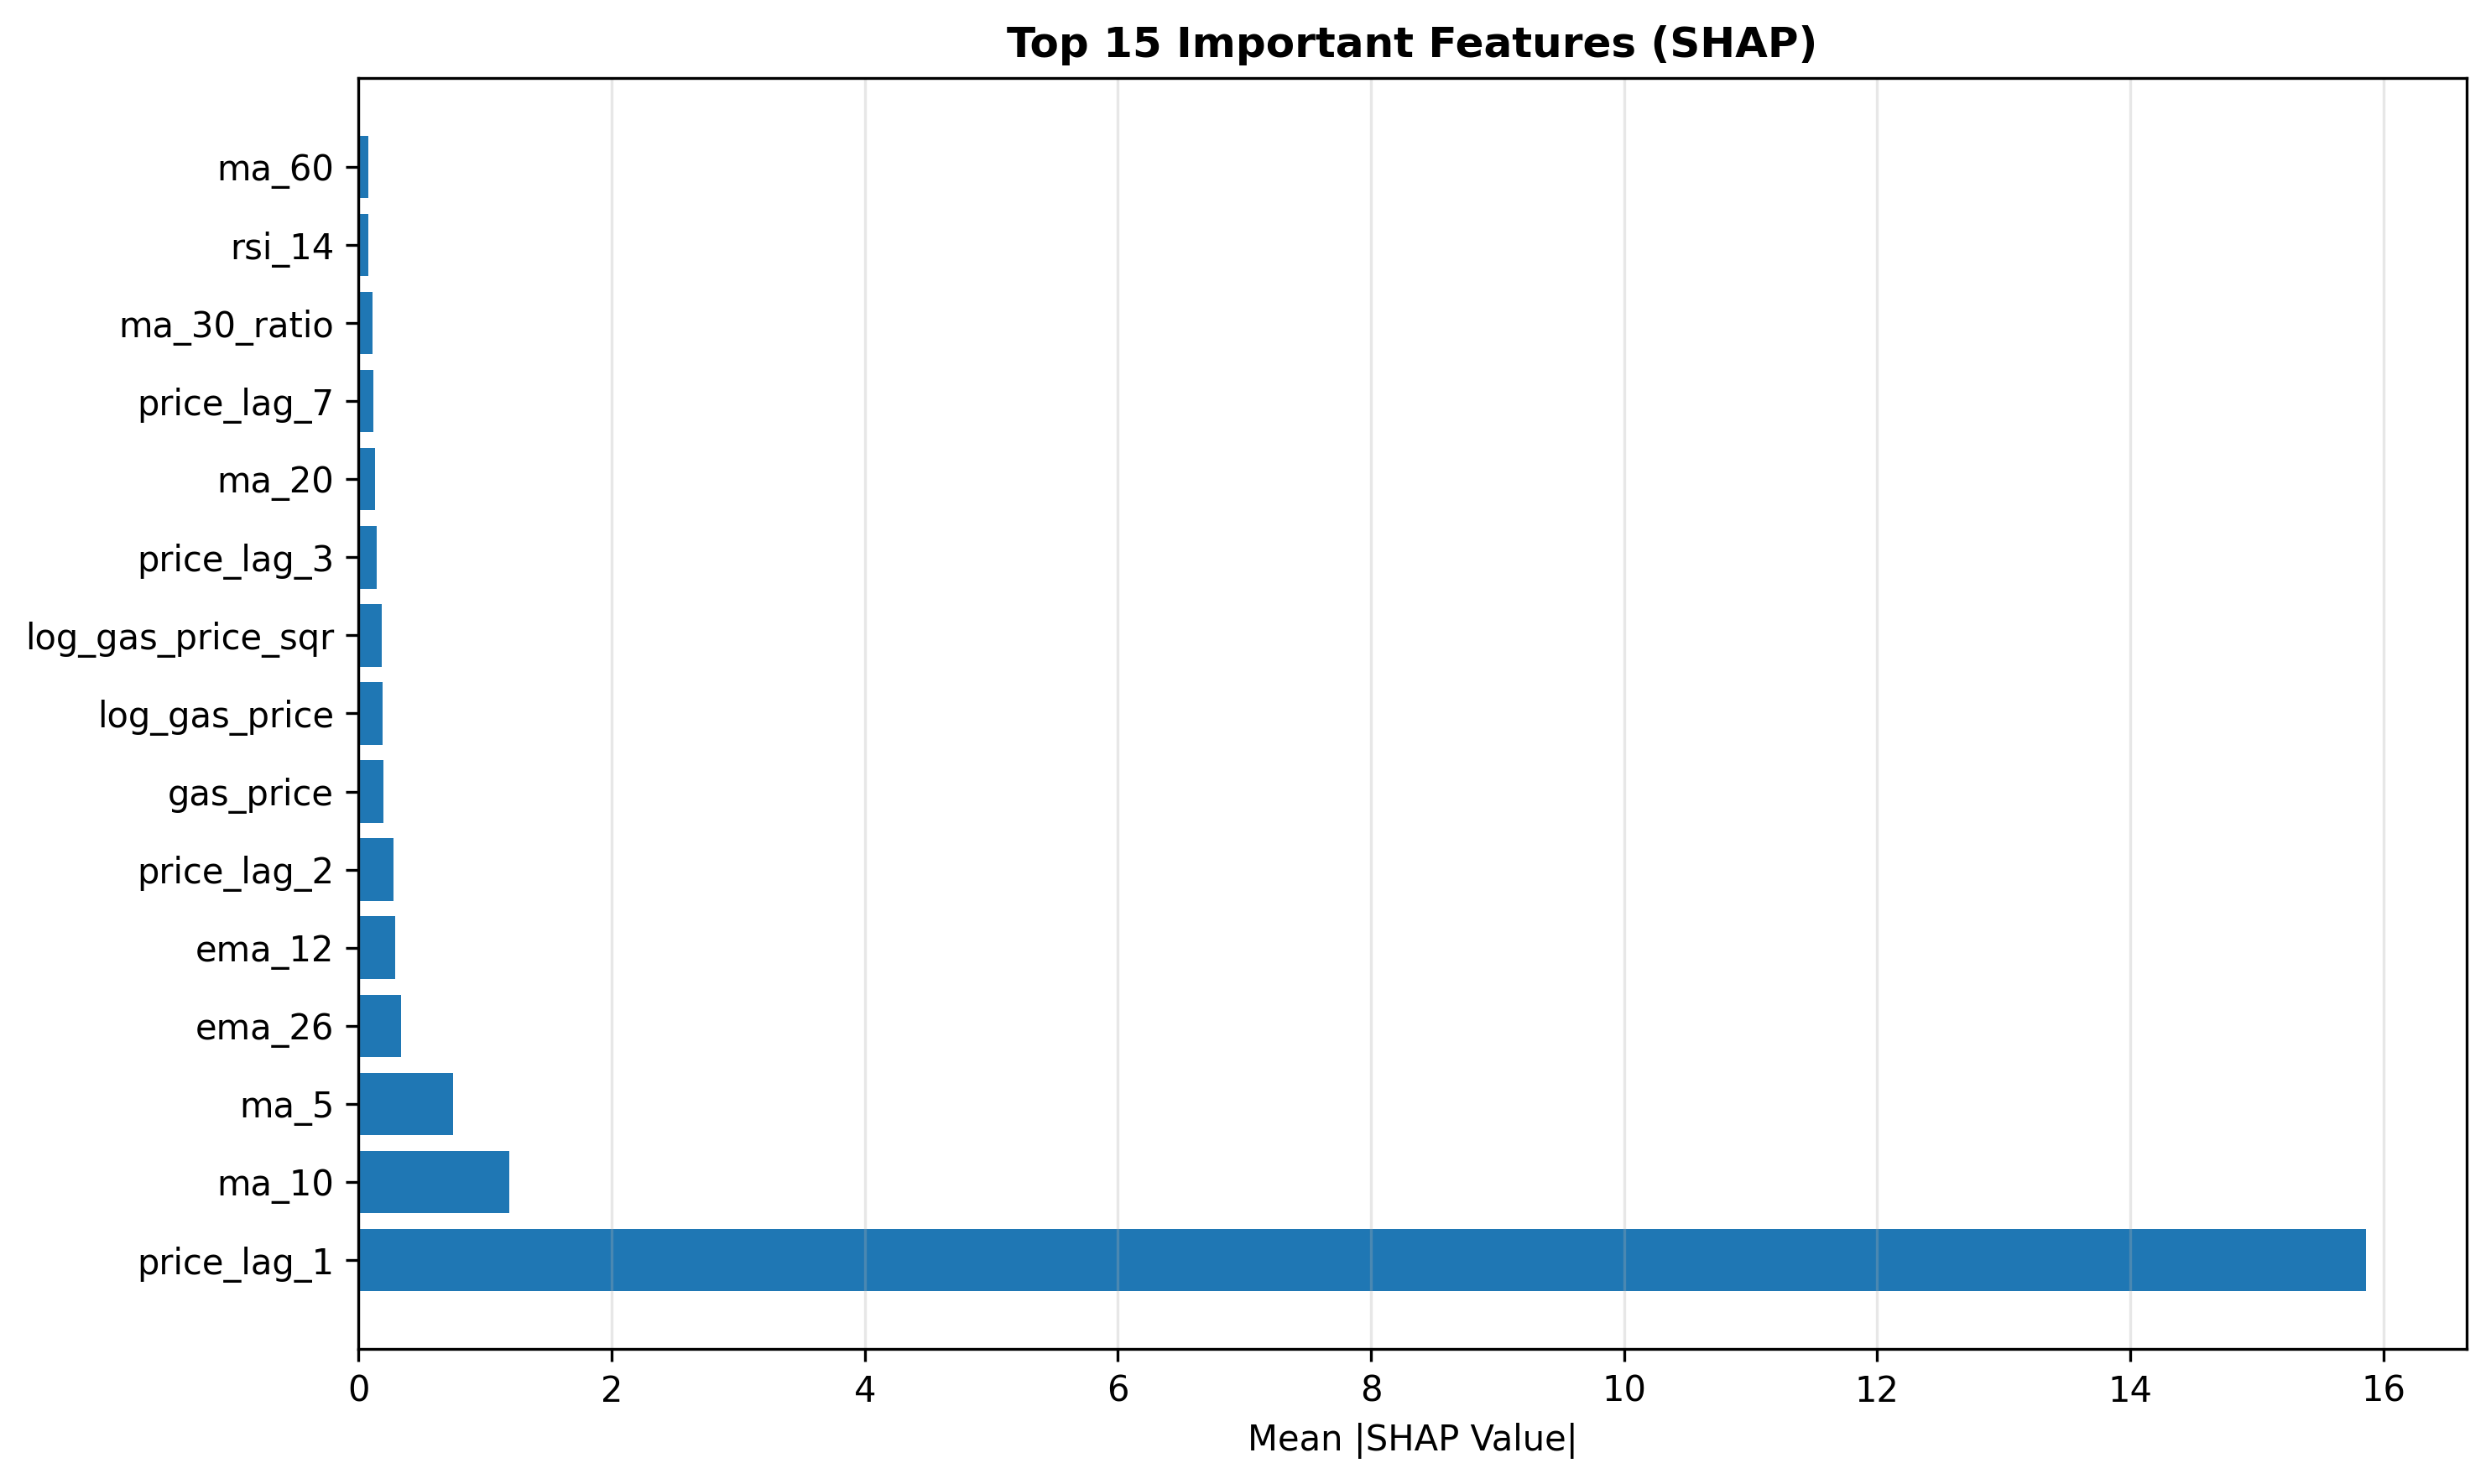 Top 15 Important Features (SHAP)
ma_60
rsi_14
ma_30_ratio
price_lag_7
ma_20
price_lag_3
log_gas_price_sqr
log_gas_price
gas_price
price_lag_2
ema_12
ema_26
ma_5
ma_10
price_lag_1
0 2 4 6 8 10 12 14 16
Mean |SHAP Value|